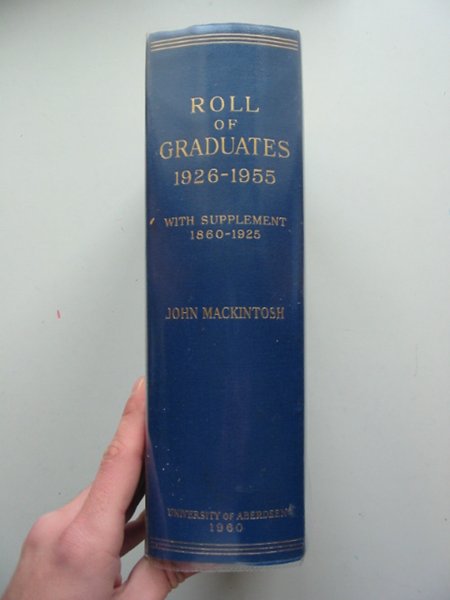 ROLL
OF
GRADUATES
1926-1955
WITH SUPPLEMENT
1860-1925
JOHN MACKINTOSH
UNIVERSITY OF ABERDEEN
1960